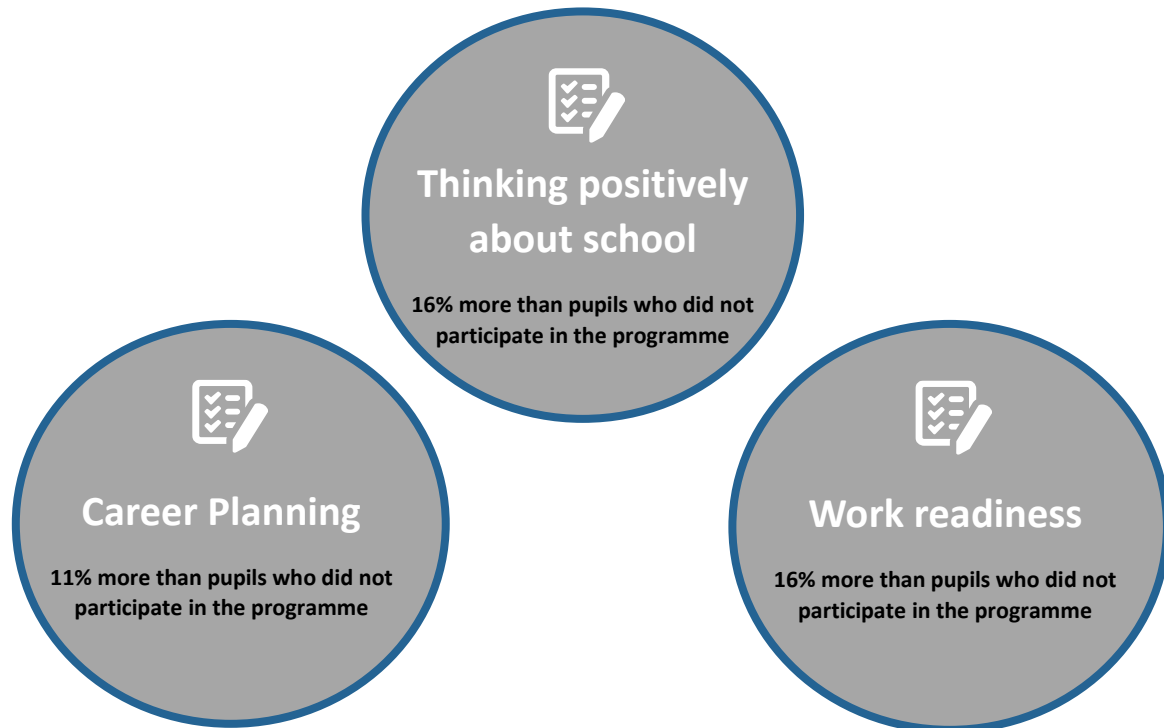 Thinking positively
about school
16% more than pupils who did not
participate in the programme
Career Planning
11% more than pupils who did not
participate in the programme
Work readiness
16% more than pupils who did not
participate in the programme